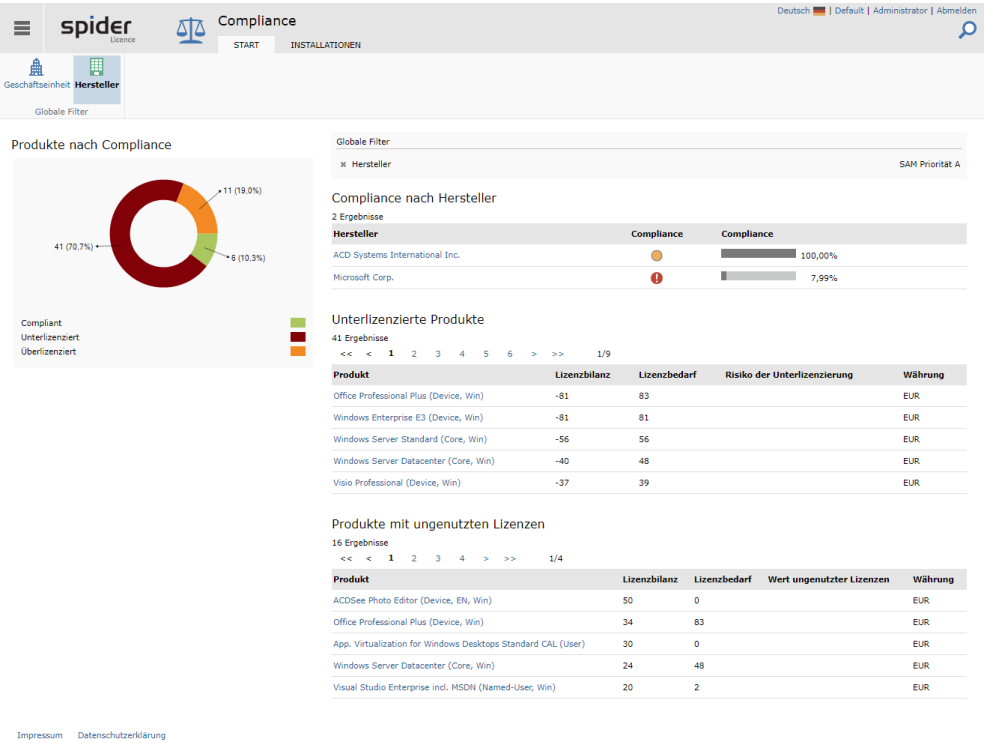 Deutsch | Default | Administrator | Abmelden
spider
Licence
Compliance
START INSTALLATIONEN
Geschäftseinheit Hersteller
Globale Filter
Produkte nach Compliance
11 (19,0%)
41 (70,7%)
6 (10,3%)
Compliant
Unterlizenziert
Überlizenziert
Globale Filter
Hersteller SAM Priorität A
Compliance nach Hersteller
2 Ergebnisse
Hersteller Compliance Compliance
ACD Systems International Inc. 100,00%
Microsoft Corp. 7,99%
Unterlizenzierte Produkte
41 Ergebnisse
<< < 1 2 3 4 5 6 > >> 1/9
Produkt Lizenzbilanz Lizenzbedarf Risiko der Unterlizenzierung Währung
Office Professional Plus (Device, Win) -81 83 EUR
Windows Enterprise E3 (Device, Win) -81 81 EUR
Windows Server Standard (Core, Win) -56 56 EUR
Windows Server Datacenter (Core, Win) -40 48 EUR
Visio Professional (Device, Win) -37 39 EUR
Produkte mit ungenutzten Lizenzen
16 Ergebnisse
<< < 1 2 3 4 > >> 1/4
Produkt Lizenzbilanz Lizenzbedarf Wert ungenutzter Lizenzen Währung
ACDSee Photo Editor (Device, EN, Win) 50 0 EUR
Office Professional Plus (Device, Win) 34 83 EUR
App. Virtualization for Windows Desktops Standard CAL (User) 30 0 EUR
Windows Server Datacenter (Core, Win) 24 48 EUR
Visual Studio Enterprise incl. MSDN (Named-User, Win) 20 2 EUR
Impressum Datenschutzerklärung